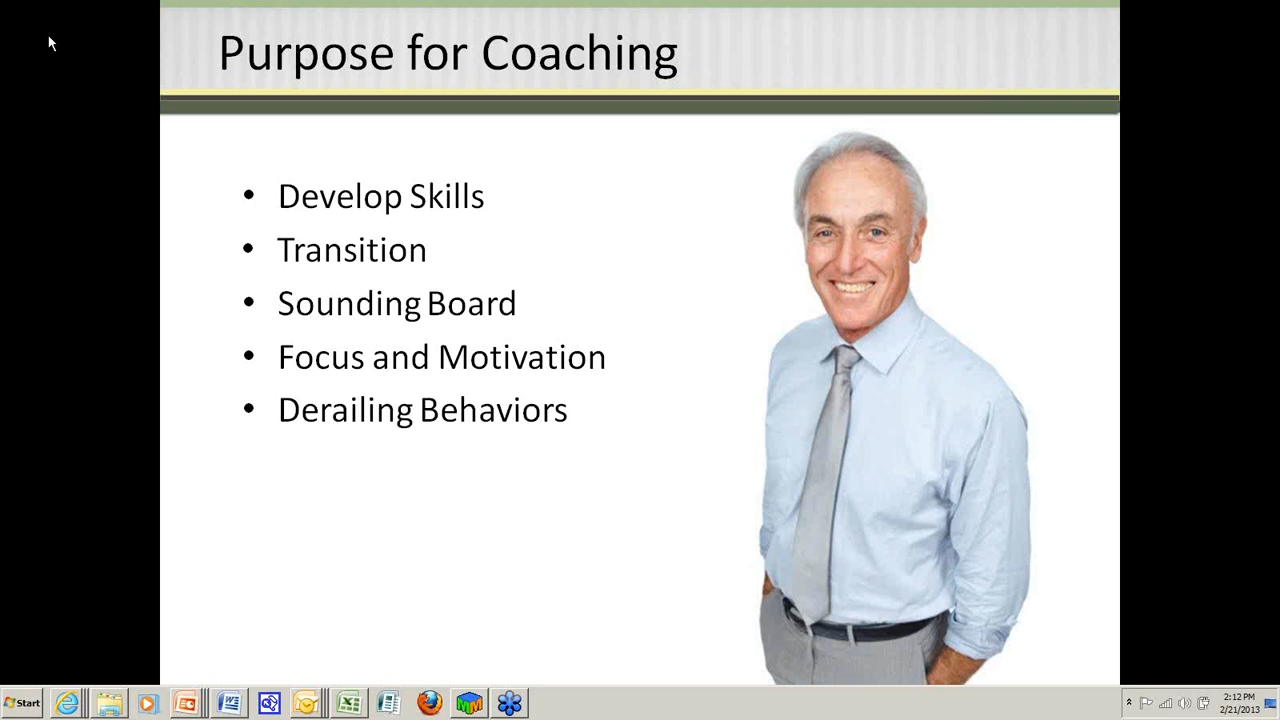 Purpose for Coaching
• Develop Skills
• Transition
• Sounding Board
• Focus and Motivation
• Derailing Behaviors
Start
2:12 PM
2/21/2013